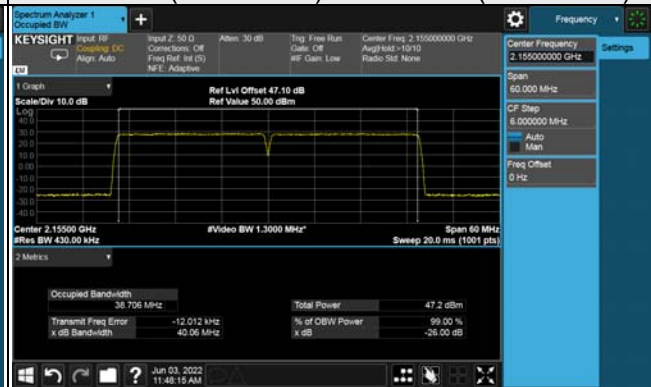 Spectrum Analyzer 1
Occupied BW
Frequency
KEYSIGHT
Input: RF
Coupling: DC
Align: Auto
Input Z: 50 Ω
Corrections: Off
Freq Ref: Int (S)
NFE: Adaptive
Atten: 30 dB
Trig: Free Run
Gate: Off
#IF Gain: Low
Center Freq: 2.155000000 GHz
Avg|Hold:>10/10
Radio Std: None
LM
Center Frequency
2.155000000 GHz
Settings
Span
60.000 MHz
CF Step
6.000000 MHz
Auto
Man
Freq Offset
0 Hz
1 Graph
Scale/Div 10.0 dB
Ref Lvl Offset 47.10 dB
Ref Value 50.00 dBm
Log
40.0
30.0
20.0
10.0
0.00
-10.0
-20.0
-30.0
-40.0
Center 2.15500 GHz
#Video BW 1.3000 MHz*
Span 60 MHz
#Res BW 430.00 kHz
Sweep 20.0 ms (1001 pts)
2 Metrics
Occupied Bandwidth
38.706 MHz
Total Power 47.2 dBm
Transmit Freq Error -12.012 kHz
% of OBW Power 99.00 %
x dB Bandwidth 40.06 MHz
x dB -26.00 dB
Jun 03, 2022
11:48:15 AM